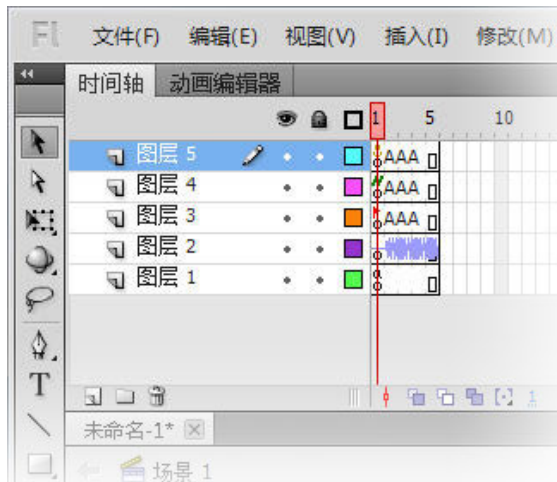 Fl 文件(F) 编辑(E) 视图(V) 插入(I) 修改(M)
时间轴 动画编辑器
1 5 10
图层 5 AAA
图层 4 AAA
图层 3 AAA
图层 2
图层 1
T 1
未命名-1*
场景 1